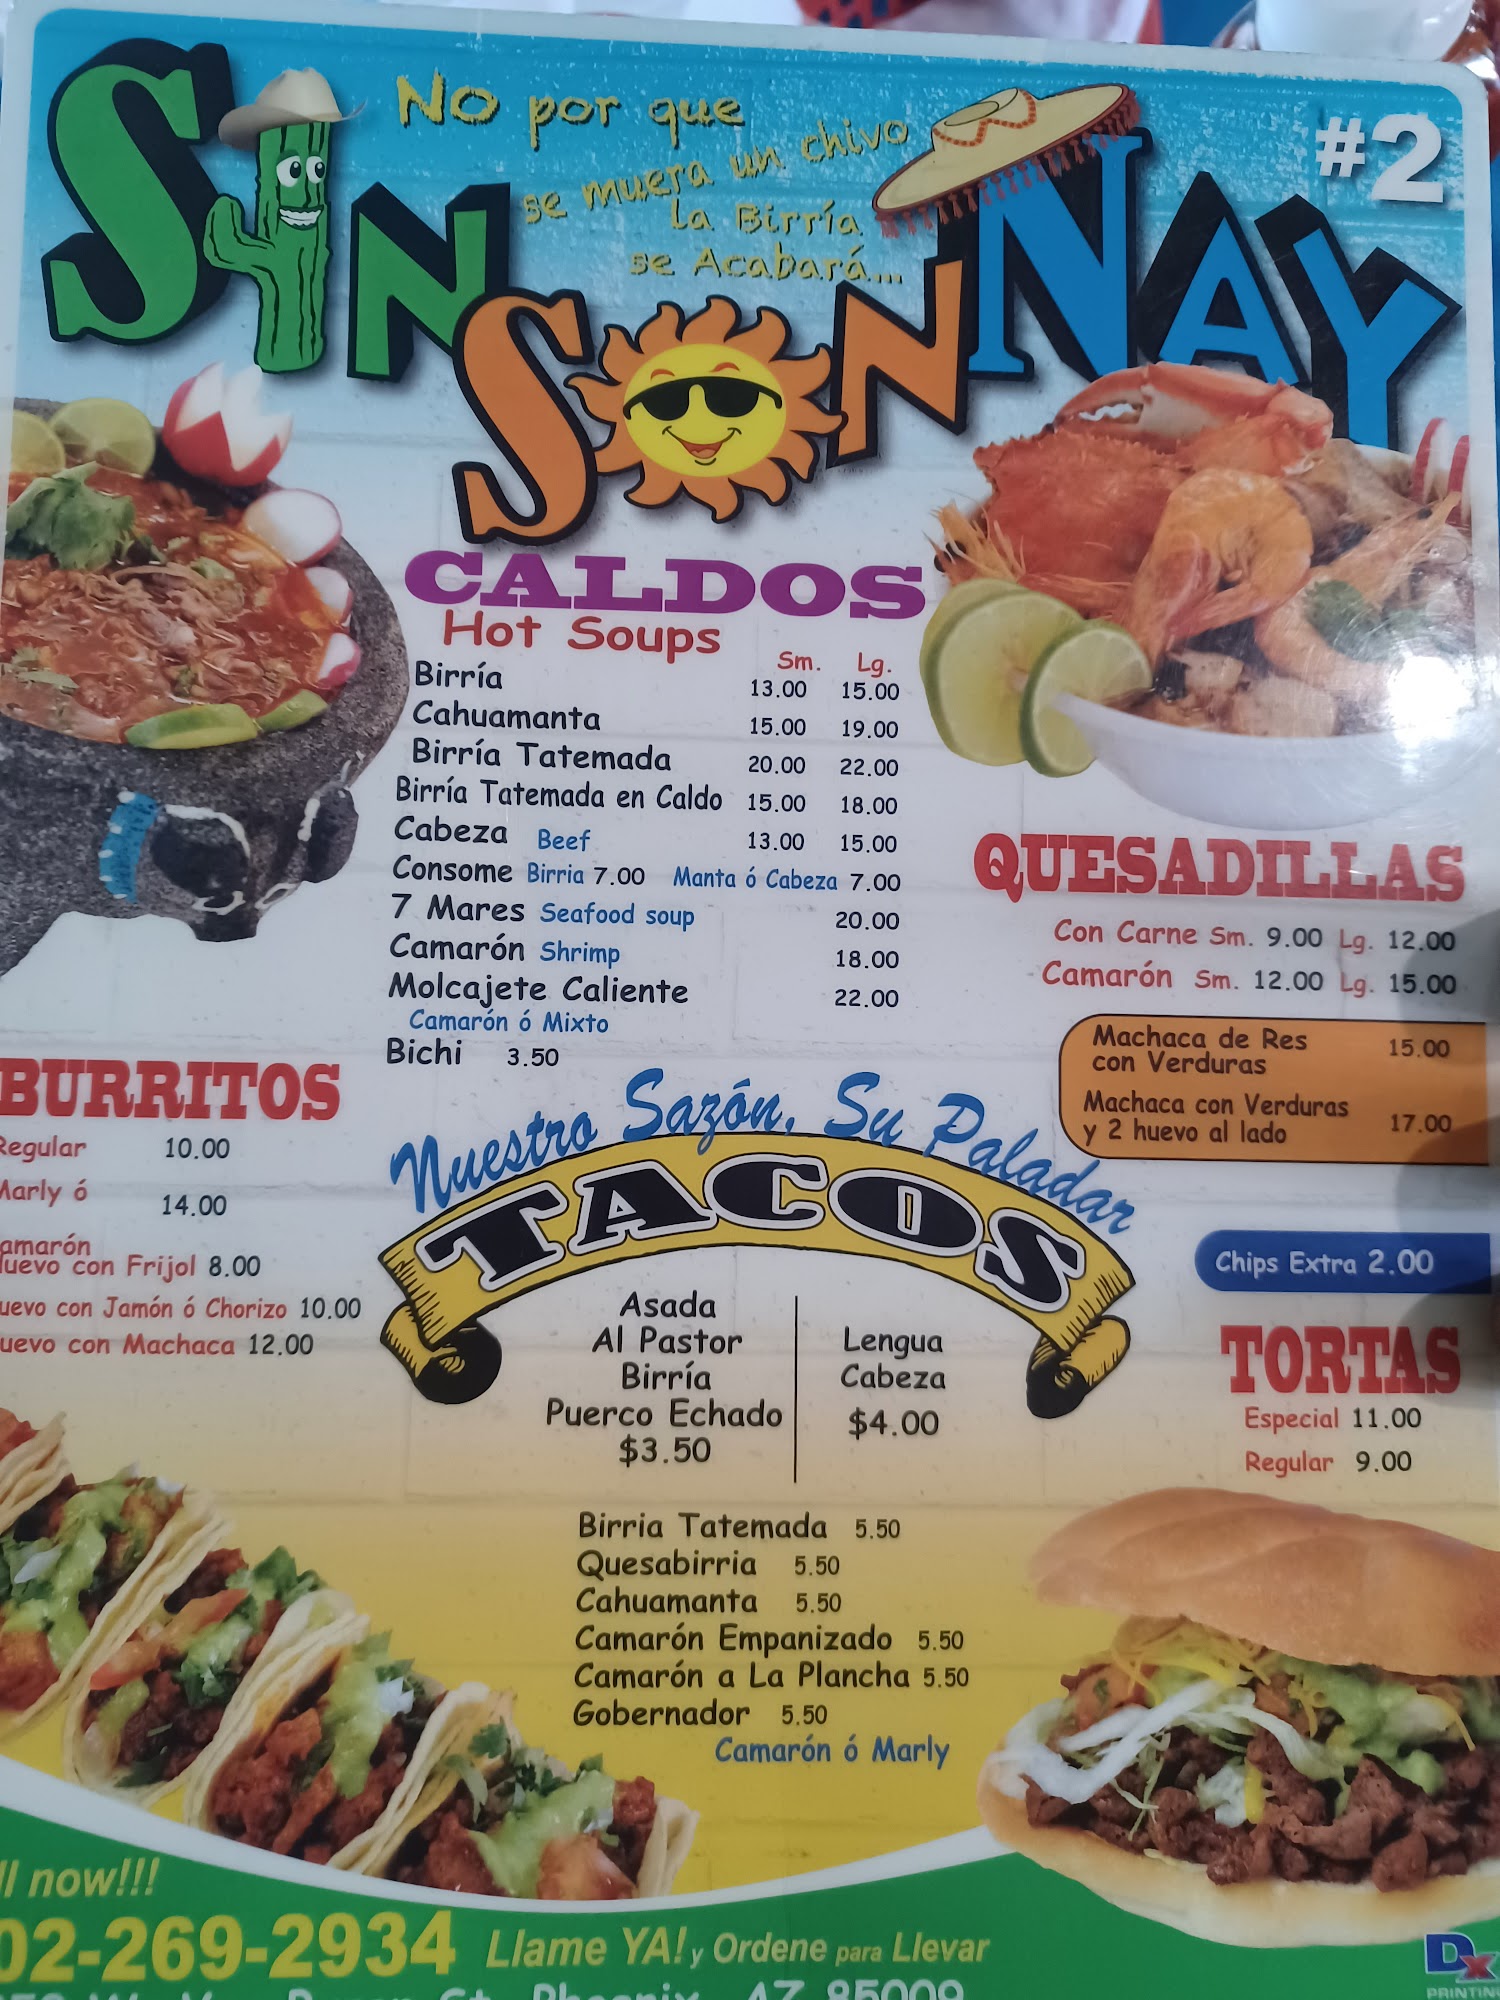 No por que
se muera un chivo
la Birría
se Acabará...
SIN SON NAY #2
CALDOS
Hot Soups
Sm. Lg.
Birría 13.00 15.00
Cahuamanta 15.00 19.00
Birría Tatemada 20.00 22.00
Birría Tatemada en Caldo 15.00 18.00
Cabeza Beef 13.00 15.00
Consome Birria 7.00 Manta ó Cabeza 7.00
7 Mares Seafood soup 20.00
Camarón Shrimp 18.00
Molcajete Caliente 22.00
Camarón ó Mixto
Bichi 3.50
QUESADILLAS
Con Carne Sm. 9.00 Lg. 12.00
Camarón Sm. 12.00 Lg. 15.00
Machaca de Res
con Verduras 15.00
Machaca con Verduras
y 2 huevo al lado 17.00
BURRITOS
Regular 10.00
Marly ó 14.00
amarón
uevo con Frijol 8.00
uevo con Jamón ó Chorizo 10.00
uevo con Machaca 12.00
Nuestro Sazón, Su Paladar
TACOS
Asada
Al Pastor
Birría
Puerco Echado
$3.50
Lengua
Cabeza
$4.00
Birria Tatemada 5.50
Quesabirria 5.50
Cahuamanta 5.50
Camarón Empanizado 5.50
Camarón a La Plancha 5.50
Gobernador 5.50
Camarón ó Marly
Chips Extra 2.00
TORTAS
Especial 11.00
Regular 9.00
ll now!!!
02-269-2934 Llame YA! y Ordene para Llevar
Phoenix, AZ 85009
DX
PRINTIN